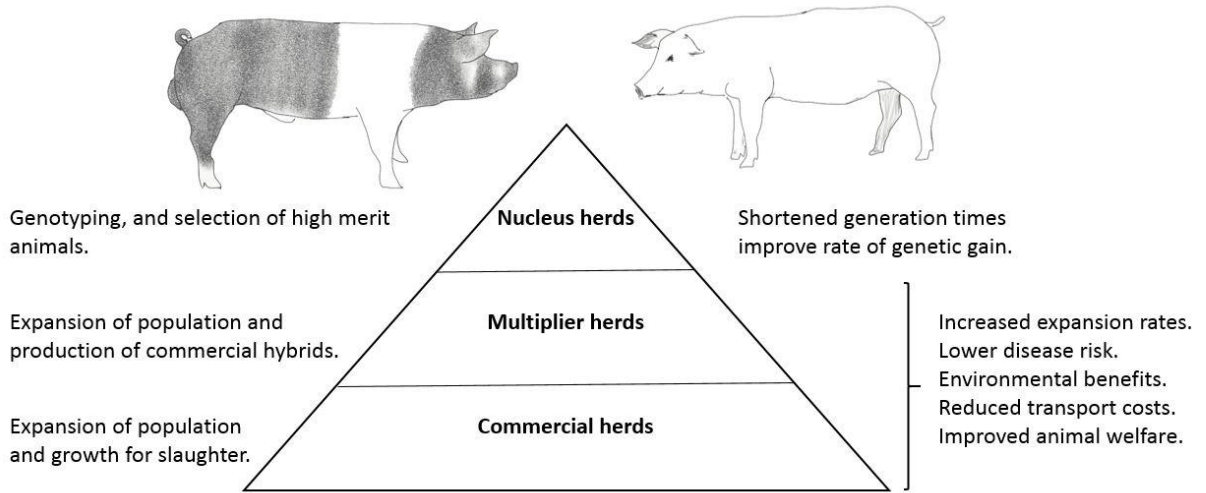 Genotyping, and selection of high merit
animals.
Nucleus herds
Shortened generation times
improve rate of genetic gain.
Expansion of population and
production of commercial hybrids.
Multiplier herds
Increased expansion rates.
Lower disease risk.
Environmental benefits.
Reduced transport costs.
Improved animal welfare.
Expansion of population
and growth for slaughter.
Commercial herds